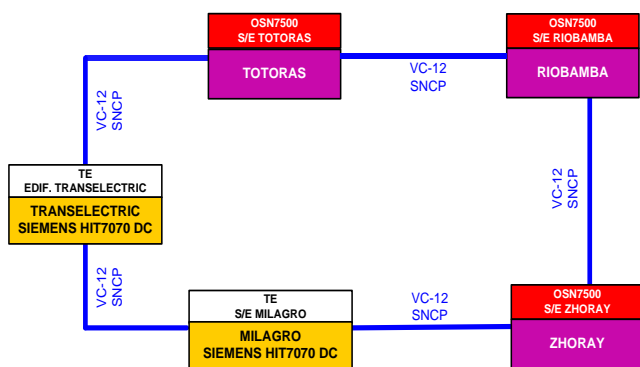 OSN7500
S/E TOTORAS
TOTORAS
OSN7500
S/E RIOBAMBA
RIOBAMBA
VC-12
SNCP
VC-12
SNCP
VC-12
SNCP
TE
EDIF. TRANSELECTRIC
TRANSELECTRIC
SIEMENS HIT7070 DC
VC-12
SNCP
TE
S/E MILAGRO
MILAGRO
SIEMENS HIT7070 DC
VC-12
SNCP
OSN7500
S/E ZHORAY
ZHORAY